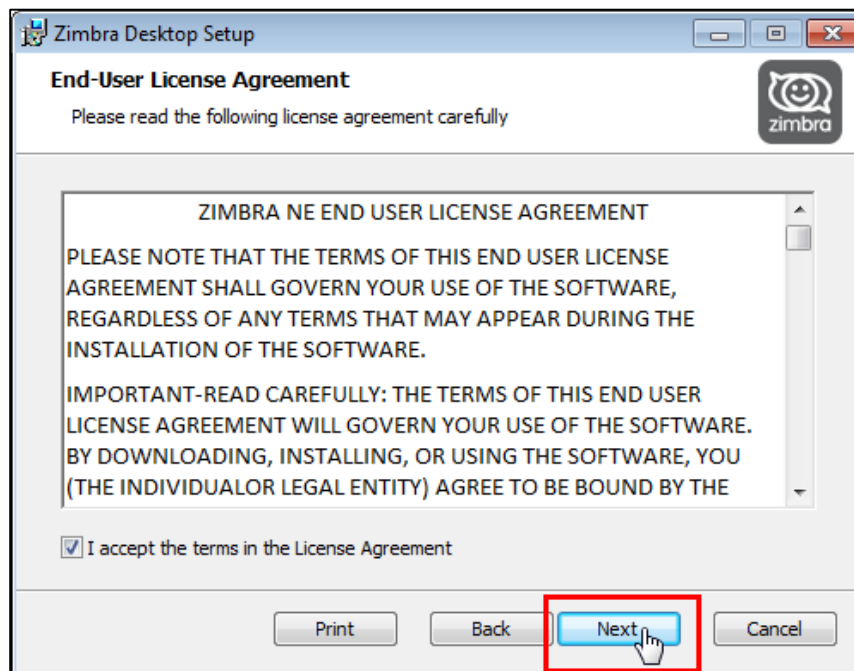 Zimbra Desktop Setup
End-User License Agreement
Please read the following license agreement carefully
zimbra
ZIMBRA NE END USER LICENSE AGREEMENT
PLEASE NOTE THAT THE TERMS OF THIS END USER LICENSE
AGREEMENT SHALL GOVERN YOUR USE OF THE SOFTWARE,
REGARDLESS OF ANY TERMS THAT MAY APPEAR DURING THE
INSTALLATION OF THE SOFTWARE.
IMPORTANT-READ CAREFULLY: THE TERMS OF THIS END USER
LICENSE AGREEMENT WILL GOVERN YOUR USE OF THE SOFTWARE.
BY DOWNLOADING, INSTALLING, OR USING THE SOFTWARE, YOU
(THE INDIVIDUALOR LEGAL ENTITY) AGREE TO BE BOUND BY THE
I accept the terms in the License Agreement
Print Back Next Cancel